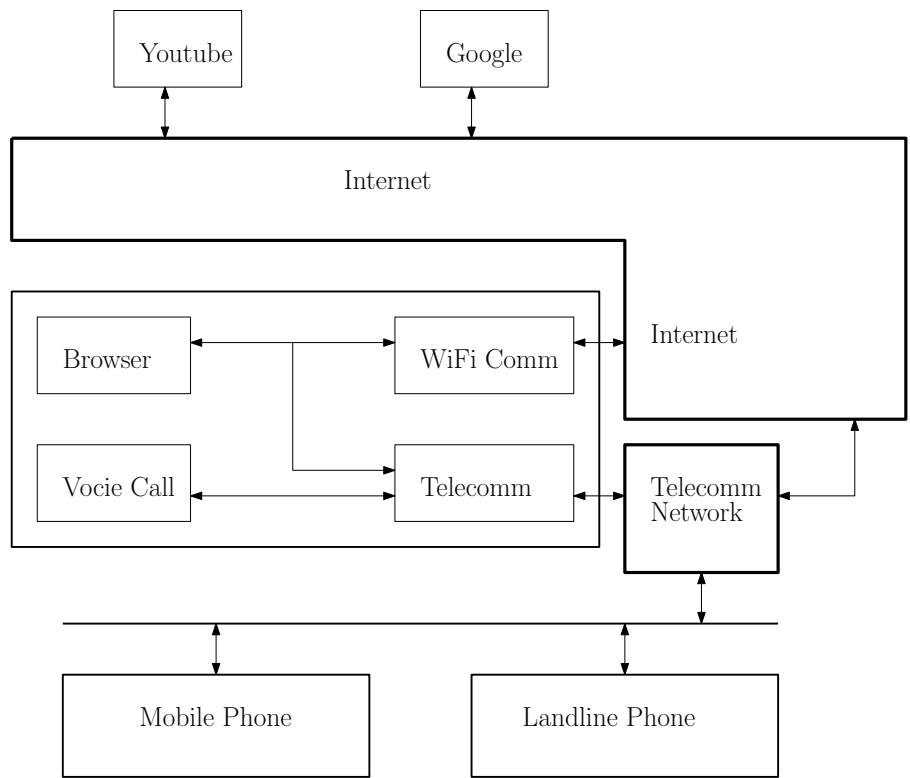 Youtube
Google
Internet
Internet
Browser
WiFi Comm
Vocie Call
Telecomm
Telecomm
Network
Mobile Phone
Landline Phone